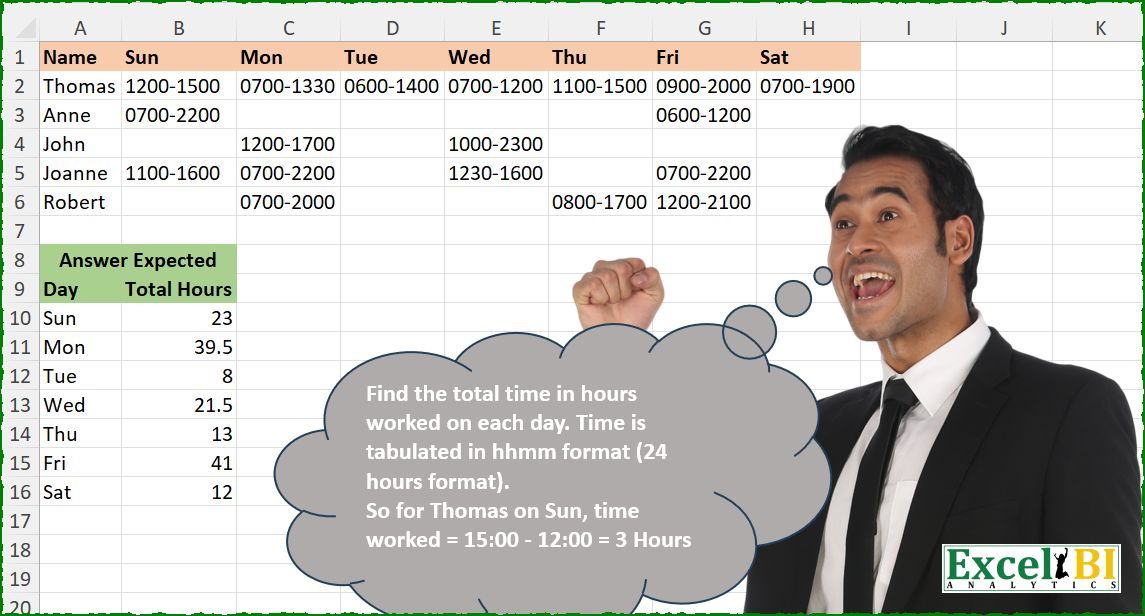 A B C D E F G H I J K
1 Name Sun Mon Tue Wed Thu Fri Sat
2 Thomas 1200-1500 0700-1330 0600-1400 0700-1200 1100-1500 0900-2000 0700-1900
3 Anne 0700-2200 0600-1200
4 John 1200-1700 1000-2300
5 Joanne 1100-1600 0700-2200 1230-1600 0700-2200
6 Robert 0700-2000 0800-1700 1200-2100
7
8 Answer Expected
9 Day Total Hours
10 Sun 23
11 Mon 39.5
12 Tue 8
13 Wed 21.5
14 Thu 13
15 Fri 41
16 Sat 12
17
18
19
20
Find the total time in hours
worked on each day. Time is
tabulated in hhmm format (24
hours format).
So for Thomas on Sun, time
worked = 15:00 - 12:00 = 3 Hours
Excel BI
ANALYTICS